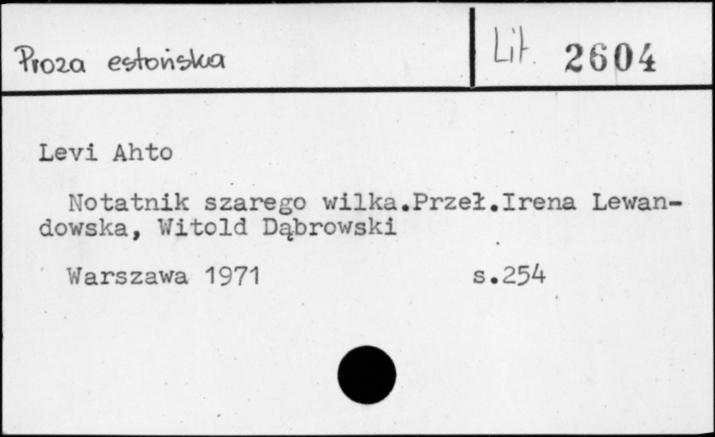 Proza estońska
Lit. 2604
Levi Ahto
Notatnik szarego wilka.Przeł.Irena Lewan-
dowska, Witold Dąbrowski
Warszawa 1971 s.254